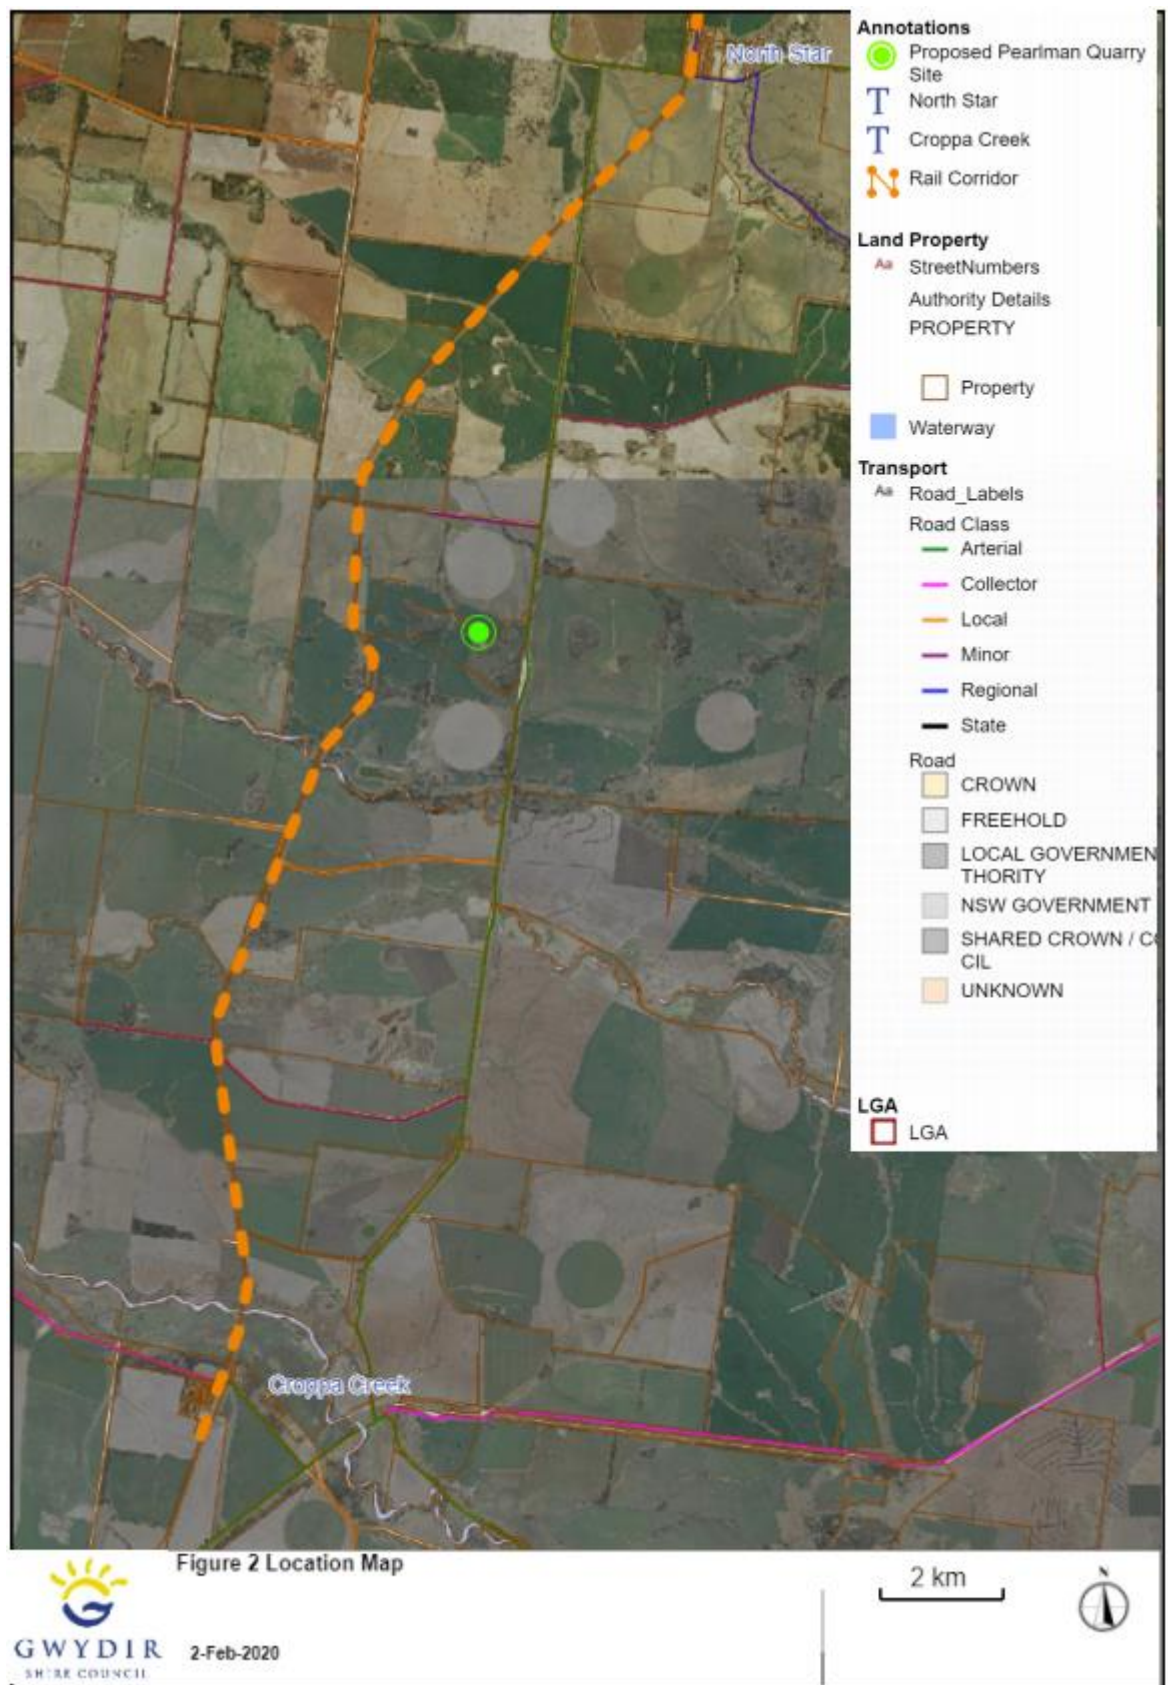 North Star
Annotations
Proposed Pearlman Quarry
Site
T North Star
T Croppa Creek
Rail Corridor
Land Property
Aa StreetNumbers
Authority Details
PROPERTY
Property
Waterway
Transport
Aa Road_Labels
Road Class
Arterial
Collector
Local
Minor
Regional
State
Road
CROWN
FREEHOLD
LOCAL GOVERNMEN
THORITY
NSW GOVERNMENT
SHARED CROWN / CO
CIL
UNKNOWN
LGA
LGA
Croppa Creek
Figure 2 Location Map
2 km
N
GWYDIR
SHIRE COUNCIL
2-Feb-2020